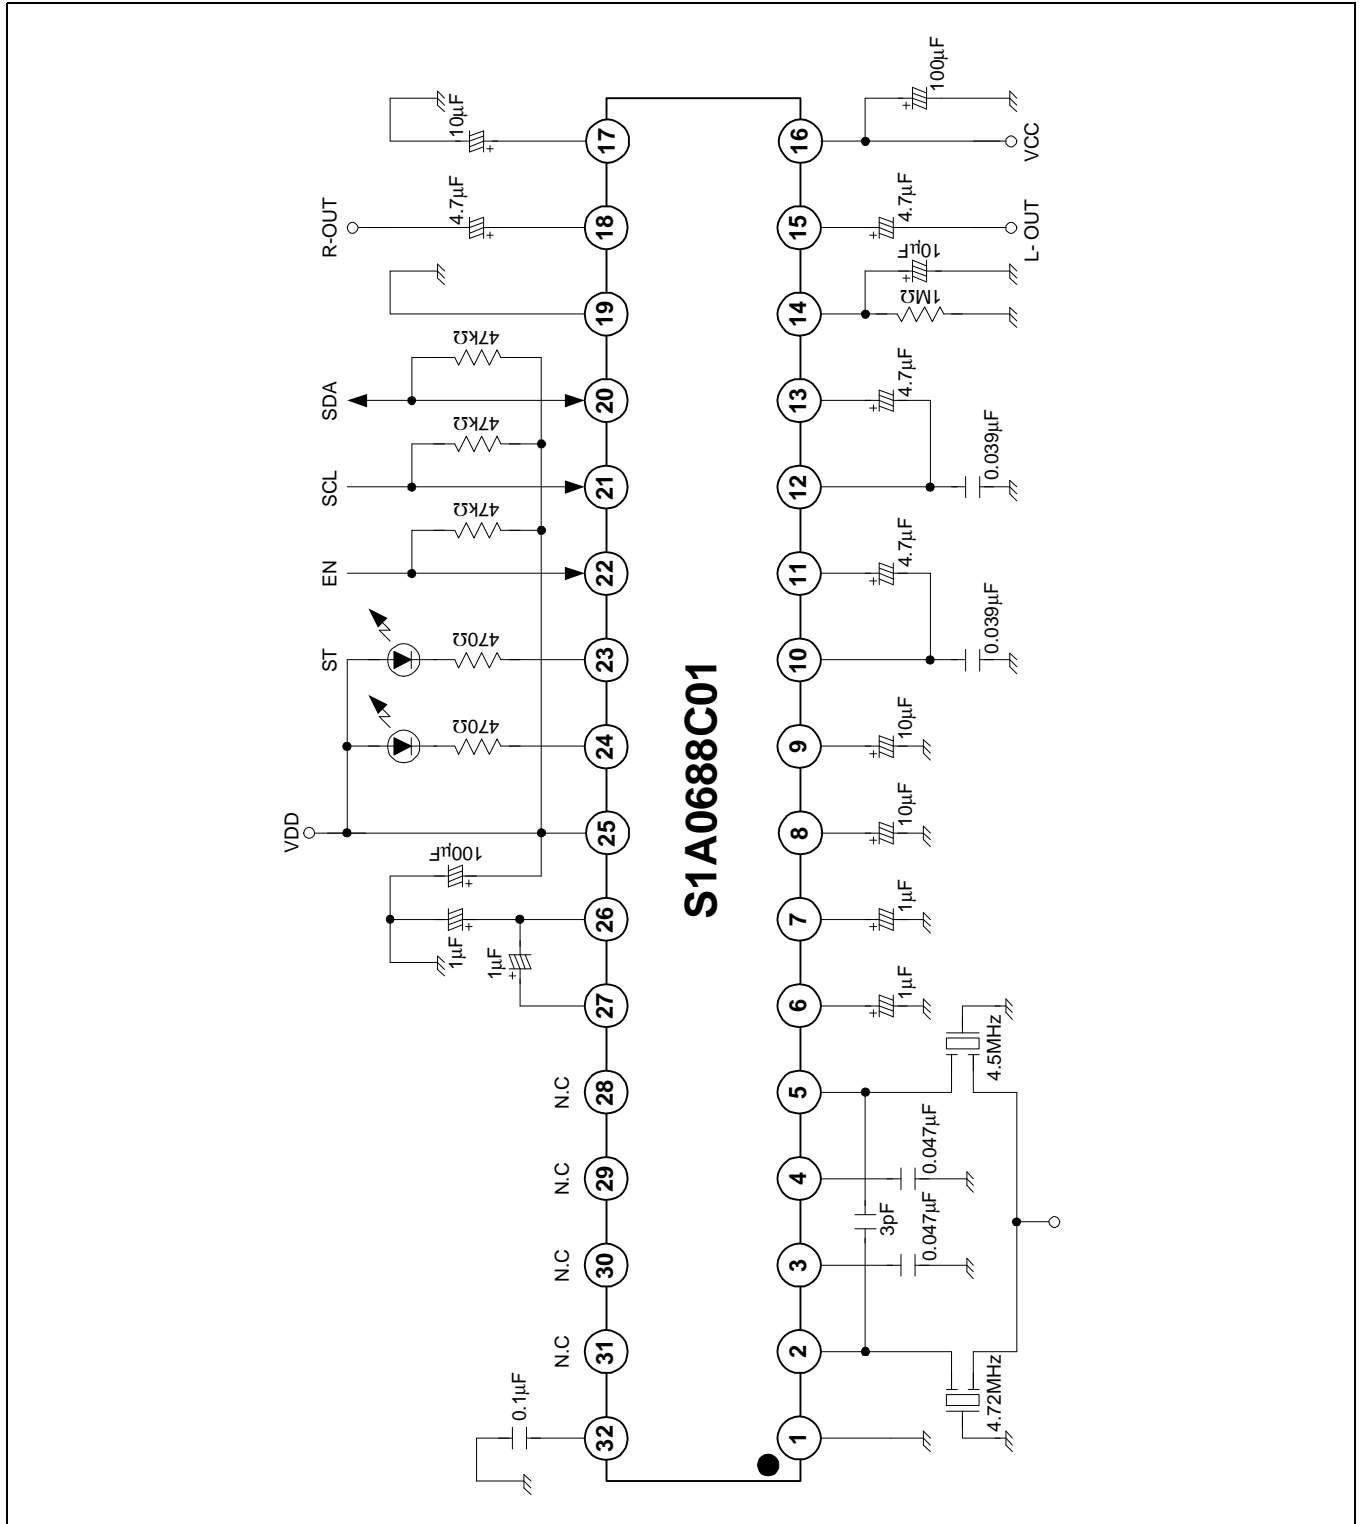 100µF
10µF
17
16
VCC
R-OUT
4.7µF
18
15
4.7µF
L- OUT
10µF
19
14
1MΩ
47kΩ
SDA
20
13
4.7µF
47kΩ
0.039µF
SCL
21
12
47kΩ
EN
22
11
4.7µF
ST
470Ω
23
10
0.039µF
S1A0688C01
470Ω
24
9
10µF
VDD
25
8
10µF
100µF
1µF
26
7
1µF
1µF
27
6
1µF
4.5MHz
N.C
28
5
N.C
29
4
0.047µF
3pF
N.C
30
3
0.047µF
N.C
31
2
4.72MHz
0.1µF
32
1